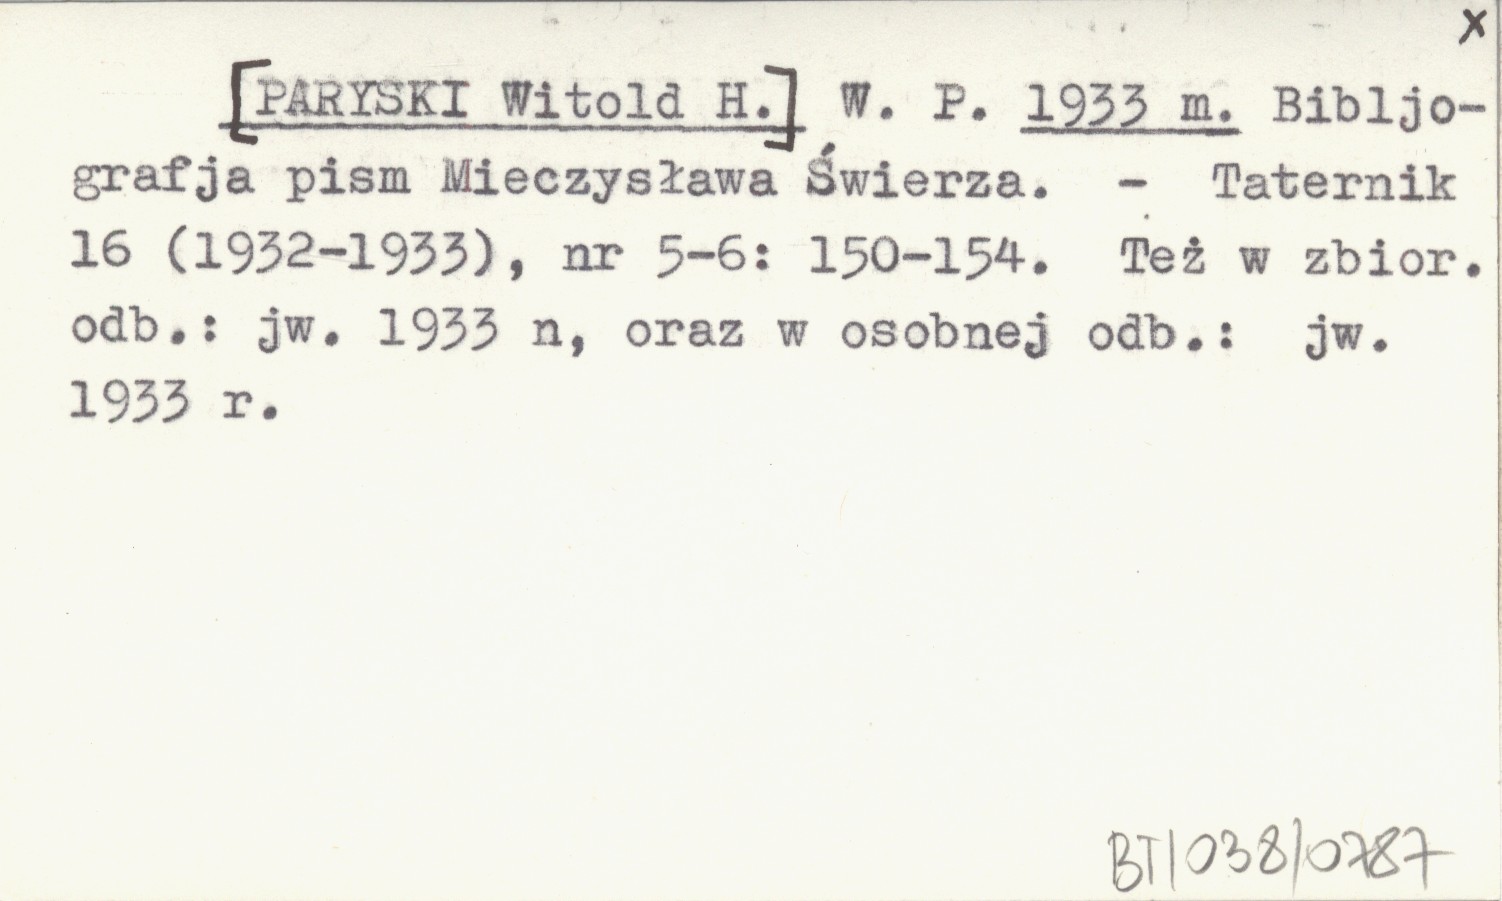 x
[PARYSKI Witold H.] W. P. 1933 m. Bibljo-
grafja pism Mieczysława Świerza. - Taternik
16 (1932-1933), nr 5-6: 150-154. Też w zbior.
odb.: jw. 1933 n, oraz w osobnej odb.: jw.
1933 r.
BT/038/0787